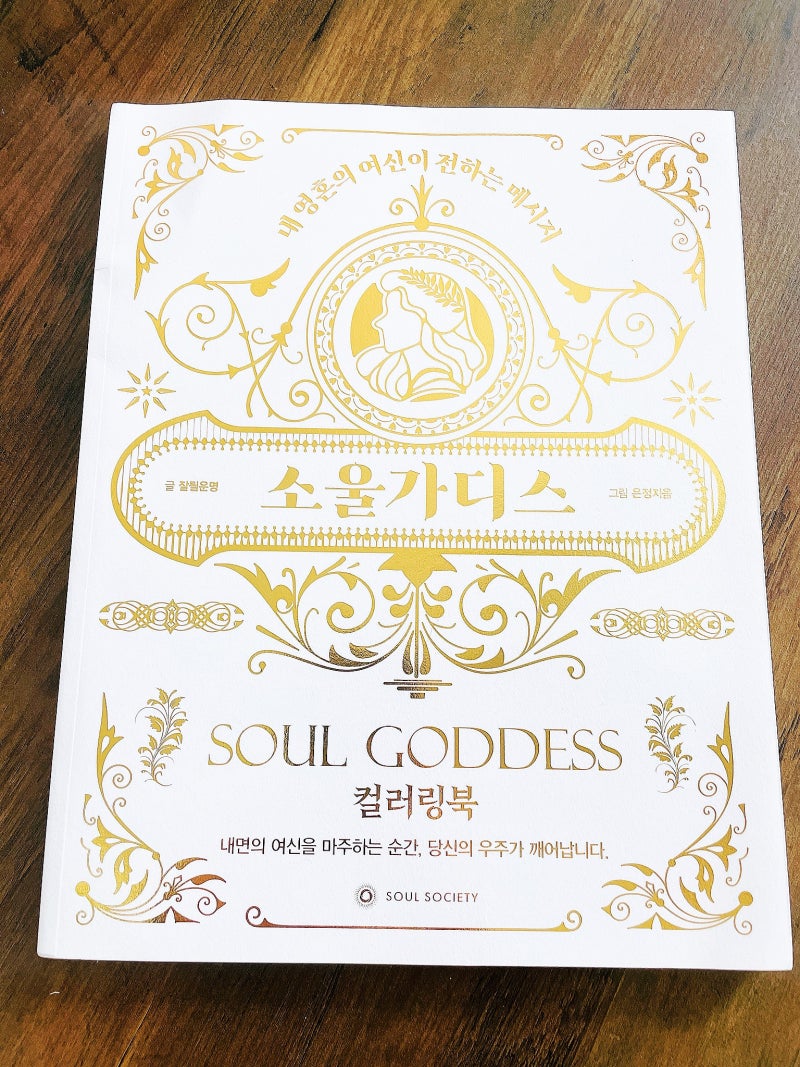 내 영혼의 여신이 전하는 메시지
글 잘될운명
소울가디스
그림 윤정지음
SOUL GODDESS
컬러링북
내면의 여신을 마주하는 순간, 당신의 우주가 깨어납니다.
SOUL SOCIETY